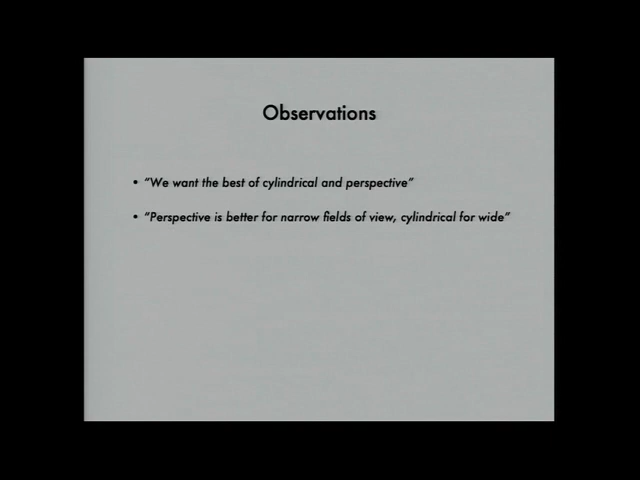 Observations
• "We want the best of cylindrical and perspective"
• "Perspective is better for narrow fields of view, cylindrical for wide"